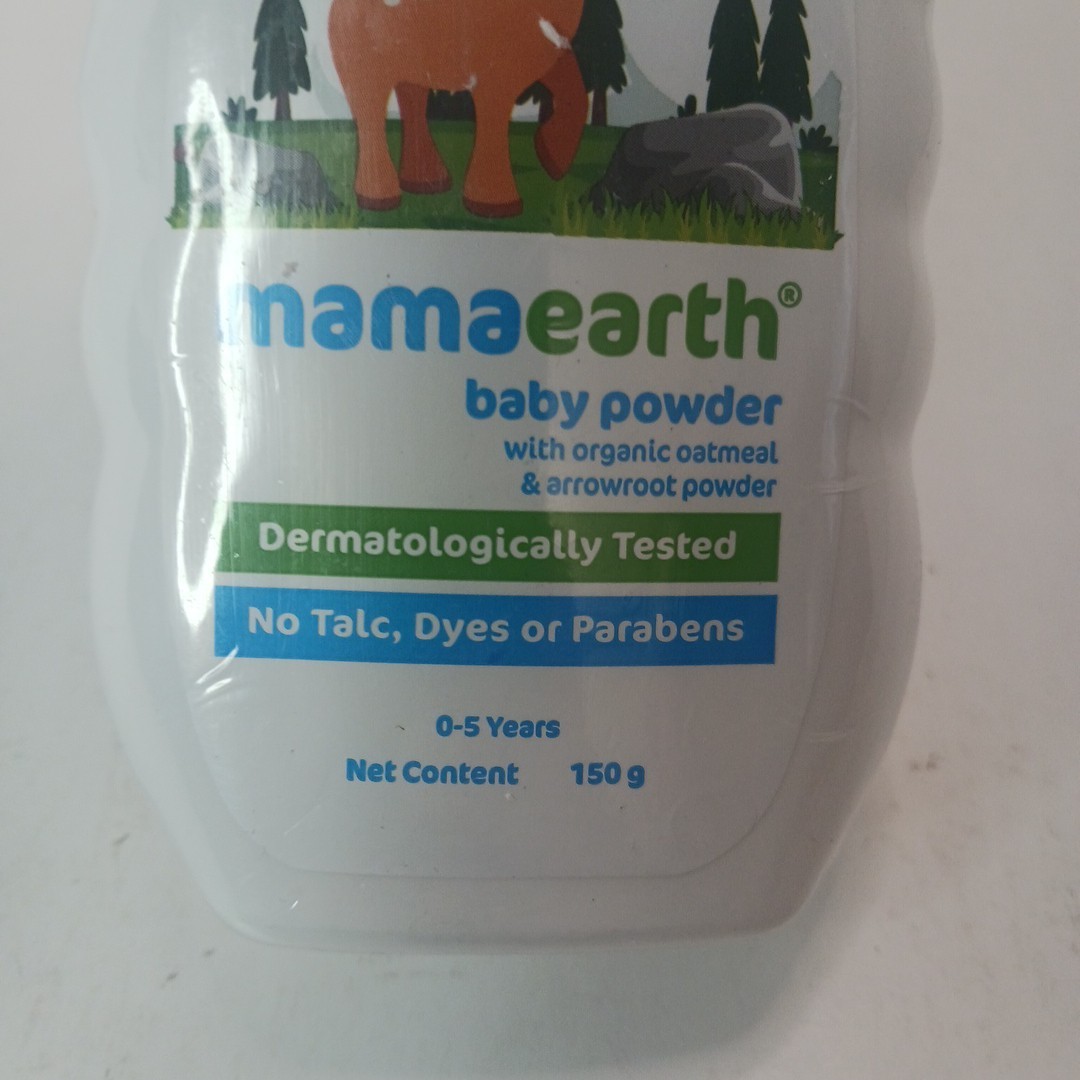 mamaearth®
baby powder
with organic oatmeal
& arrowroot powder
Dermatologically Tested
No Talc, Dyes or Parabens
0-5 Years
Net Content 150 g